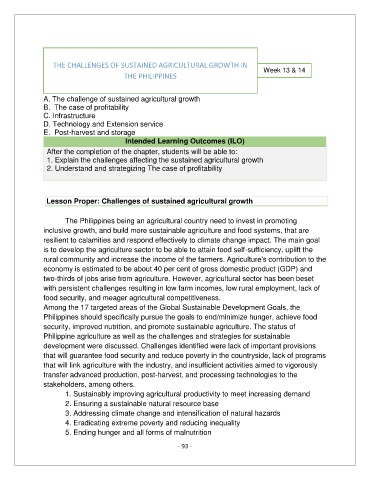 THE CHALLENGES OF SUSTAINED AGRICULTURAL GROWTH IN
THE PHILIPPINES
Week 13 & 14
A. The challenge of sustained agricultural growth
B. The case of profitability
C. Infrastructure
D. Technology and Extension service
E. Post-harvest and storage
Intended Learning Outcomes (ILO)
After the completion of the chapter, students will be able to:
1. Explain the challenges affecting the sustained agricultural growth
2. Understand and strategizing The case of profitability
Lesson Proper: Challenges of sustained agricultural growth
The Philippines being an agricultural country need to invest in promoting
inclusive growth, and build more sustainable agriculture and food systems, that are
resilient to calamities and respond effectively to climate change impact. The main goal
is to develop the agriculture sector to be able to attain food self-sufficiency, uplift the
rural community and increase the income of the farmers. Agriculture's contribution to the
economy is estimated to be about 40 per cent of gross domestic product (GDP) and
two-thirds of jobs arise from agriculture. However, agricultural sector has been beset
with persistent challenges resulting in low farm incomes, low rural employment, lack of
food security, and meager agricultural competitiveness.
Among the 17 targeted areas of the Global Sustainable Development Goals, the
Philippines should specifically pursue the goals to end/minimize hunger, achieve food
security, improved nutrition, and promote sustainable agriculture. The status of
Philippine agriculture as well as the challenges and strategies for sustainable
development were discussed. Challenges identified were lack of important provisions
that will guarantee food security and reduce poverty in the countryside, lack of programs
that will link agriculture with the industry, and insufficient activities aimed to vigorously
transfer advanced production, post-harvest, and processing technologies to the
stakeholders, among others.
1. Sustainably improving agricultural productivity to meet increasing demand
2. Ensuring a sustainable natural resource base
3. Addressing climate change and intensification of natural hazards
4. Eradicating extreme poverty and reducing inequality
5. Ending hunger and all forms of malnutrition
- 93 -